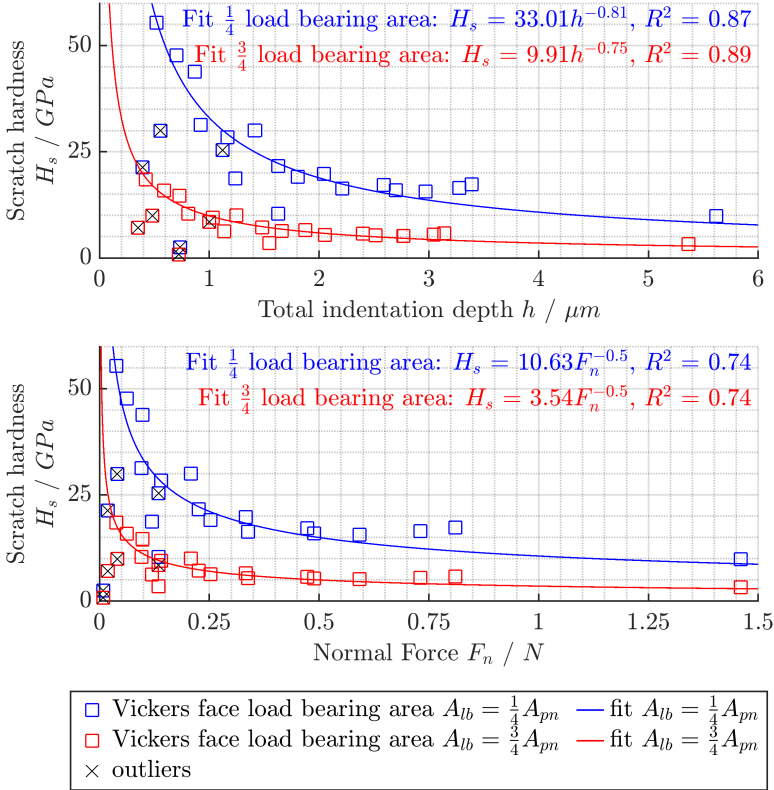 Fit 1/4 load bearing area: H_s = 33.01h^−0.81, R^2 = 0.87
Fit 3/4 load bearing area: H_s = 9.91h^−0.75, R^2 = 0.89
Scratch hardness
H_s / GPa
50
25
0
0 1 2 3 4 5 6
Total indentation depth h / μm
Fit 1/4 load bearing area: H_s = 10.63F_n^−0.5, R^2 = 0.74
Fit 3/4 load bearing area: H_s = 3.54F_n^−0.5, R^2 = 0.74
Scratch hardness
H_s / GPa
50
25
0
0 0.25 0.5 0.75 1 1.25 1.5
Normal Force F_n / N
Vickers face load bearing area A_lb = 1/4 A_pn fit A_lb = 1/4 A_pn
Vickers face load bearing area A_lb = 3/4 A_pn fit A_lb = 3/4 A_pn
outliers